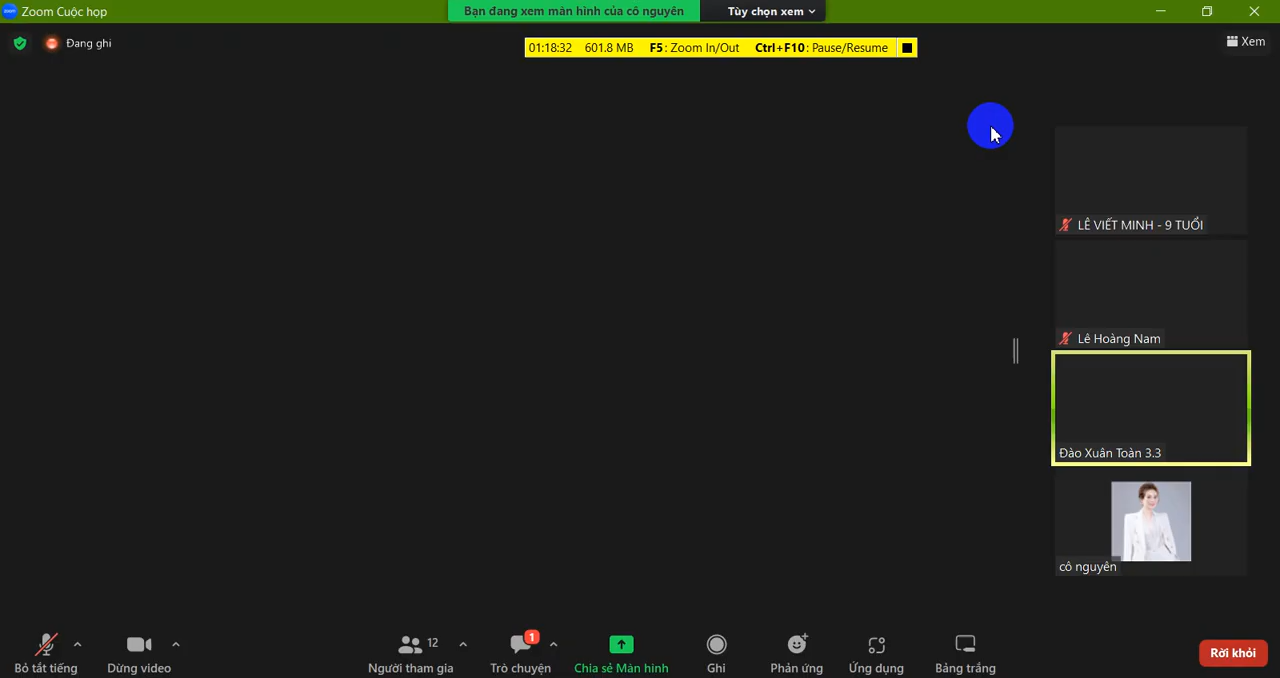 zoom Zoom Cuộc họp
Bạn đang xem màn hình của cô nguyên
Tùy chọn xem
Đang ghi
01:18:32 601.8 MB F5: Zoom In/Out Ctrl+F10: Pause/Resume
Xem
LÊ VIẾT MINH - 9 TUỔI
Lê Hoàng Nam
Đào Xuân Toàn 3.3
cô nguyên
12
1
Bỏ tắt tiếng
Dừng video
Người tham gia
Trò chuyện
Chia sẻ Màn hình
Ghi
Phản ứng
Ứng dụng
Bảng trắng
Rời khỏi